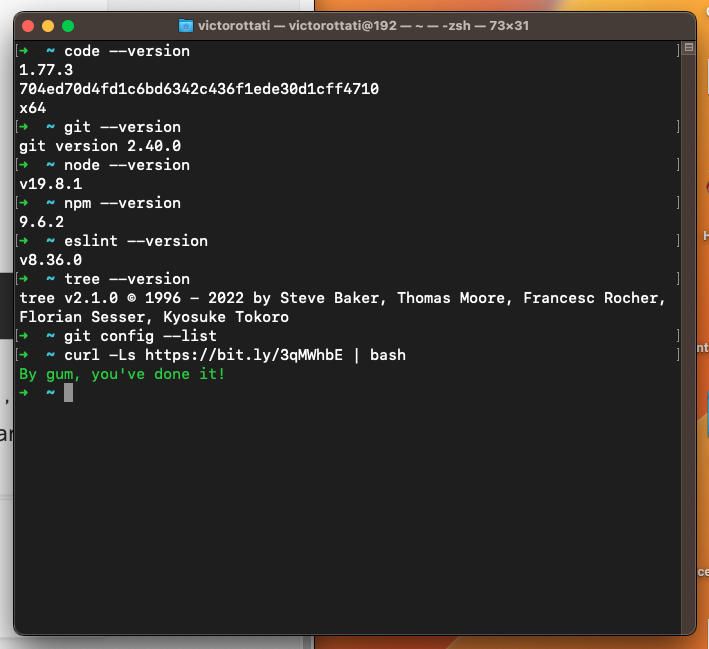 victorottati — victorottati@192 — ~ — -zsh — 73×31
[➜  ~ code --version ]
1.77.3
704ed70d4fd1c6bd6342c436f1ede30d1cff4710
x64
[➜  ~ git --version ]
git version 2.40.0
[➜  ~ node --version ]
v19.8.1
[➜  ~ npm --version ]
9.6.2
[➜  ~ eslint --version ]
v8.36.0
[➜  ~ tree --version ]
tree v2.1.0 © 1996 - 2022 by Steve Baker, Thomas Moore, Francesc Rocher,
Florian Sesser, Kyosuke Tokoro
[➜  ~ git config --list ]
[➜  ~ curl -Ls https://bit.ly/3qMWhbE | bash ]
By gum, you've done it!
➜  ~